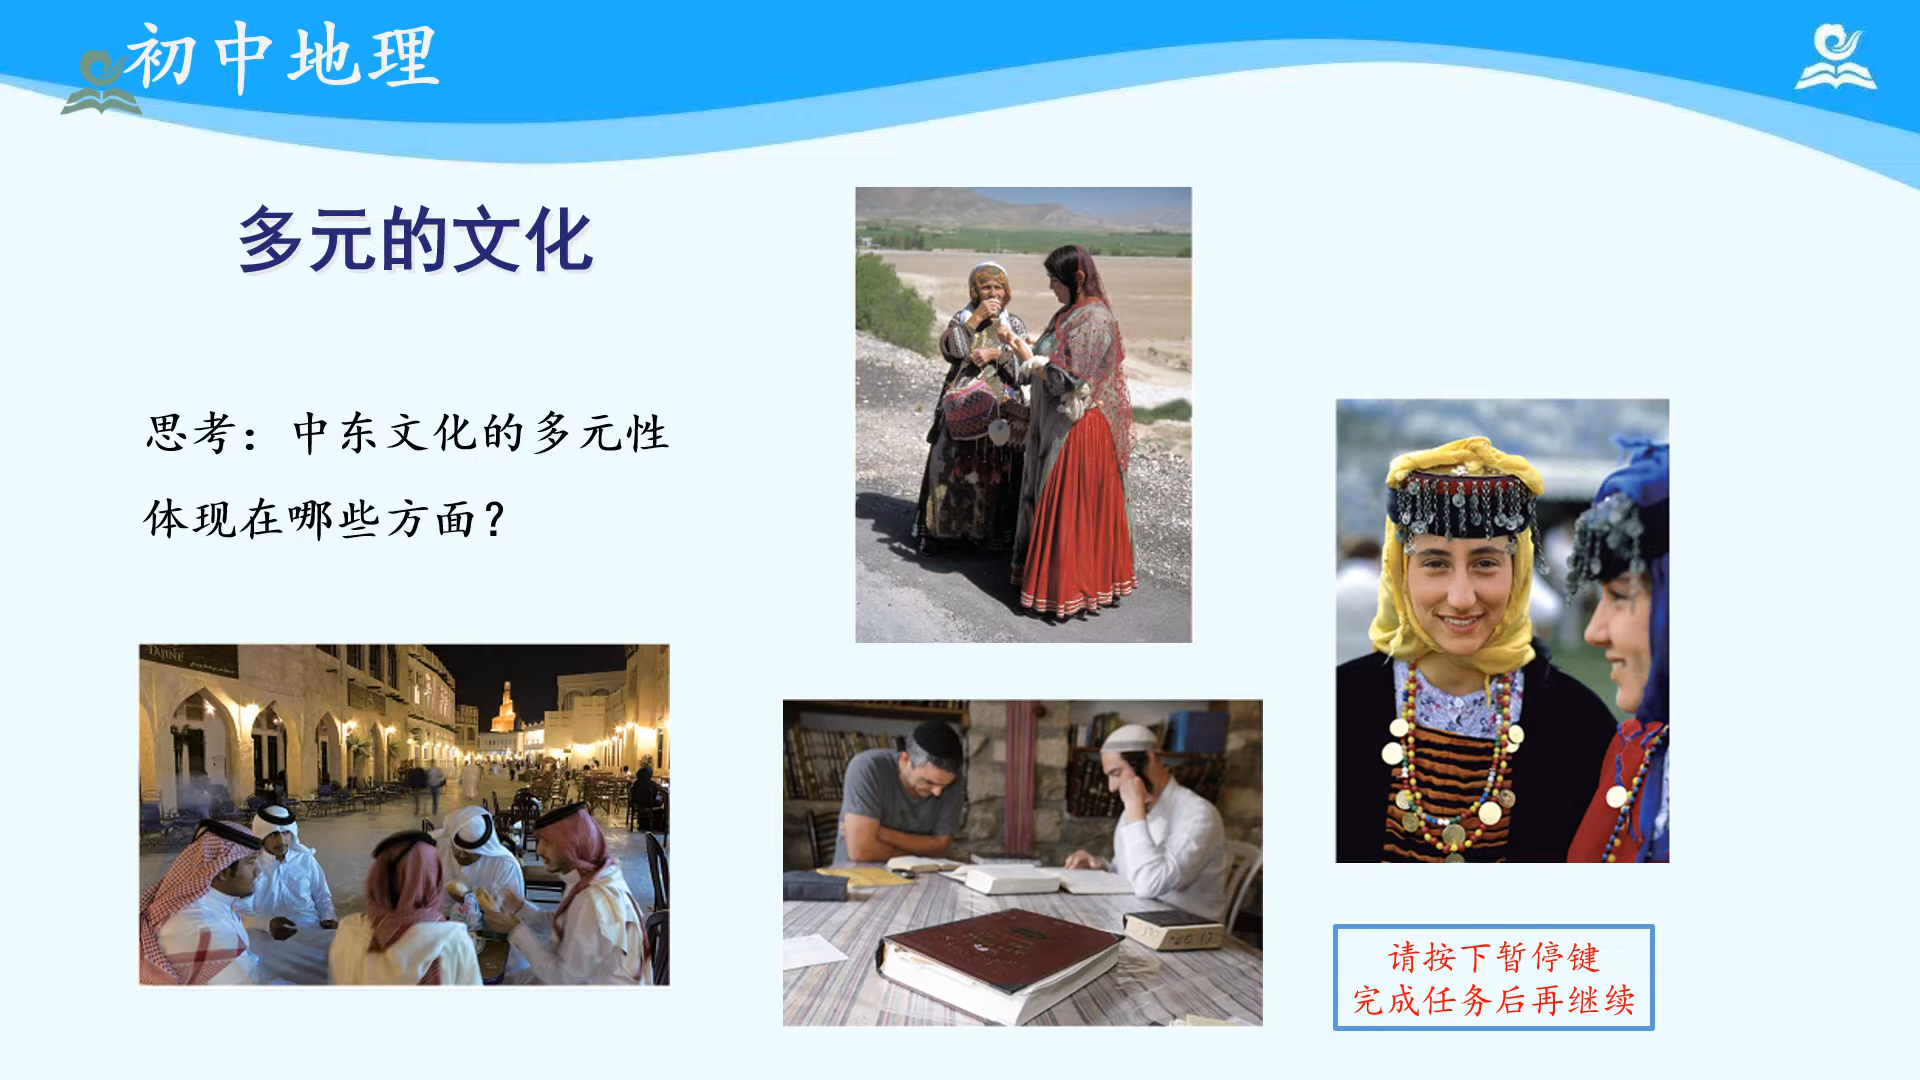 初中地理
多元的文化
思考：中东文化的多元性
体现在哪些方面？
TAJINE
请按下暂停键
完成任务后再继续